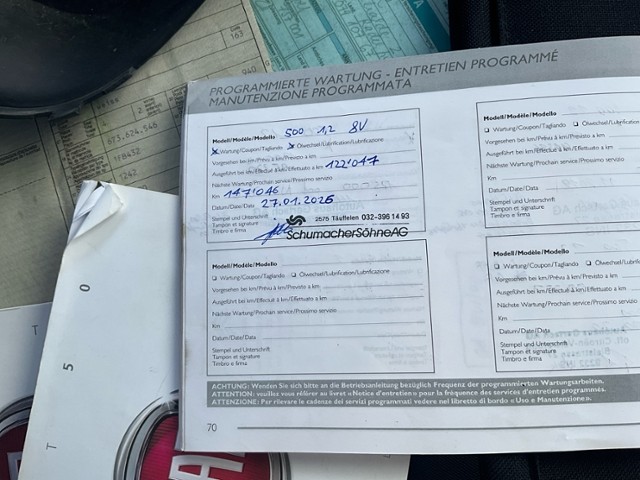 PROGRAMMIERTE WARTUNG - ENTRETIEN PROGRAMMÉ
MANUTENZIONE PROGRAMMATA
Modell/Modèle/Modello 500 1,2 8V
Wartung/Coupon/Tagliando Ölwechsel/Lubrification/Lubrificazione
Vorgesehen bei km/Prévu à km/Previsto a km
Ausgeführt bei km/Effectué à km/Effettuato a km 122'047
Nächste Wartung/Prochain service/Prossimo servizio
Km 147'046
Datum/Date/Data 27.01.2026
Stempel und Unterschrift
Tampon et signature
Timbro e firma
2575 Täuffelen 032-396 14 93
SchumacherSöhneAG
Modell/Modèle/Modello
Wartung/Coupon/Tagliando Ölwechsel/Lubrification/Lubrificazione
Vorgesehen bei km/Prévu à km/Previsto a km
Ausgeführt bei km/Effectué à km/Effettuato a km
Nächste Wartung/Prochain service/Prossimo servizio
Km
Datum/Date/Data
Stempel und Unterschrift
Tampon et signature
Timbro e firma
Modell/Modèle/Modello
Wartung/Coupon/Tagliando Ölwechsel
Vorgesehen bei km/Prévu à km/Previsto a km
Ausgeführt bei km/Effectué à km/Effettuato a km
Nächste Wartung/Prochain service/Prossimo
Km
Datum/Date/Data
Stempel und Unterschrift
Tampon et signature
Timbro e firma
Modell/Modèle/Modello
Wartung/Coupon/Tagliando
Vorgesehen bei km/Prévu à km/Previsto a km
Ausgeführt bei km/Effectué à km/Effettuato
Nächste Wartung/Prochain service/Prossimo
Km
Datum/Date/Data
Stempel und Unterschrift
Tampon et signature
Timbro e firma
ACHTUNG: Wenden Sie sich bitte an die Betriebsanleitung bezüglich Frequenz der programmierten Wartungsarbeiten.
ATTENTION: veuillez vous référer au livret «Notice d'entretien» pour la fréquence des services d'entretien programmés.
ATTENZIONE: Per rilevare le cadenze dei servizi programmati vedere nel libretto di bordo «Uso e Manutenzione».
70
673,624,546
1F8432
1242
163
940
0
5
T
T